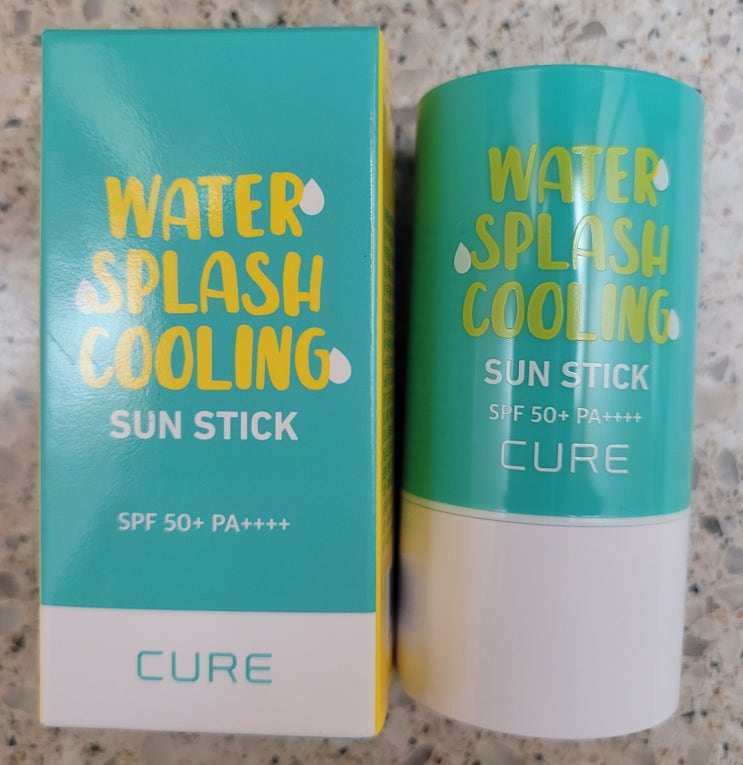 WATER
SPLASH
COOLING
SUN STICK
SPF 50+ PA++++
CURE
WATER
SPLASH
COOLING
SUN STICK
SPF 50+ PA++++
CURE